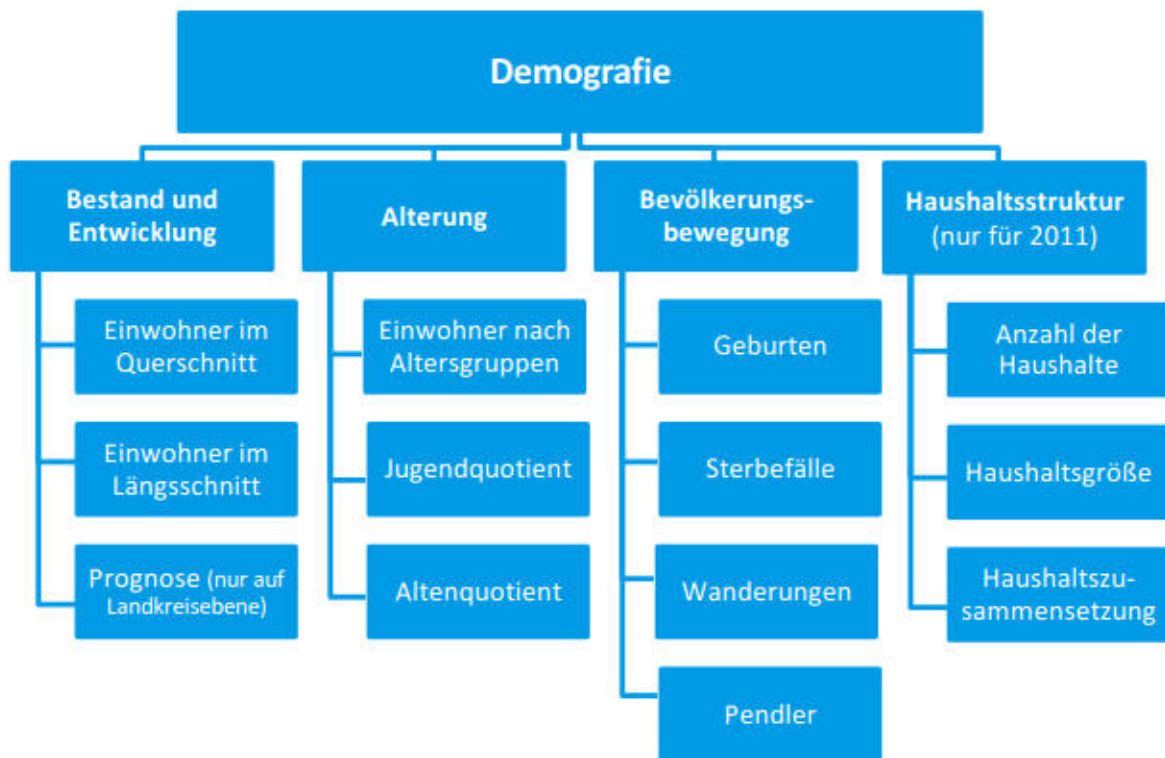 Demografie
Bestand und
Entwicklung
Einwohner im
Querschnitt
Einwohner im
Längsschnitt
Prognose (nur auf
Landkreisebene)
Alterung
Einwohner nach
Altersgruppen
Jugendquotient
Altenquotient
Bevölkerungs-
bewegung
Geburten
Sterbefälle
Wanderungen
Pendler
Haushaltsstruktur
(nur für 2011)
Anzahl der
Haushalte
Haushaltsgröße
Haushaltszu-
sammensetzung